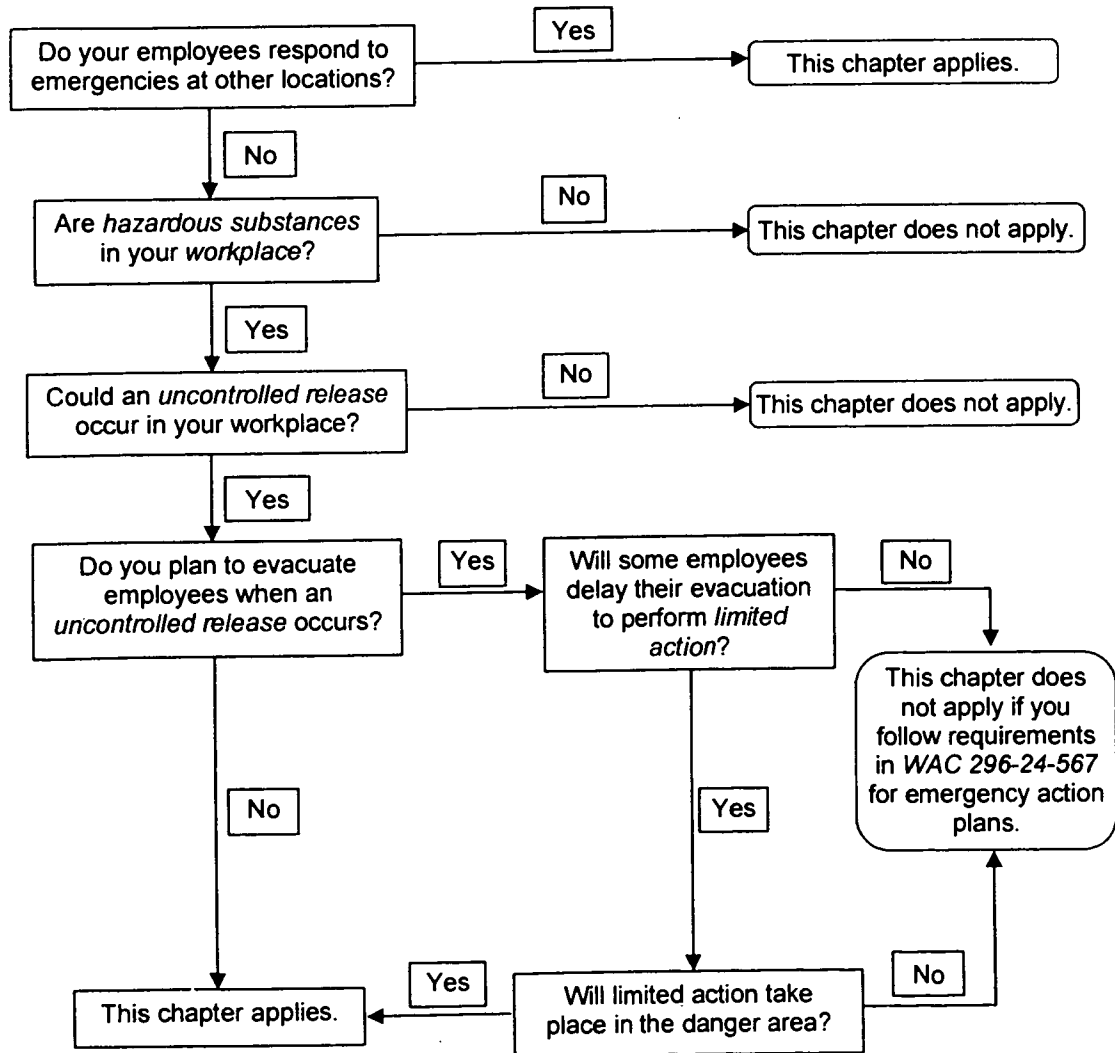 Do your employees respond to
emergencies at other locations?
Yes
This chapter applies.
No
Are hazardous substances
in your workplace?
No
This chapter does not apply.
Yes
Could an uncontrolled release
occur in your workplace?
No
This chapter does not apply.
Yes
Do you plan to evacuate
employees when an
uncontrolled release occurs?
Yes
Will some employees
delay their evacuation
to perform limited
action?
No
This chapter does
not apply if you
follow requirements
in WAC 296-24-567
for emergency action
plans.
No
Yes
This chapter applies.
Yes
Will limited action take
place in the danger area?
No